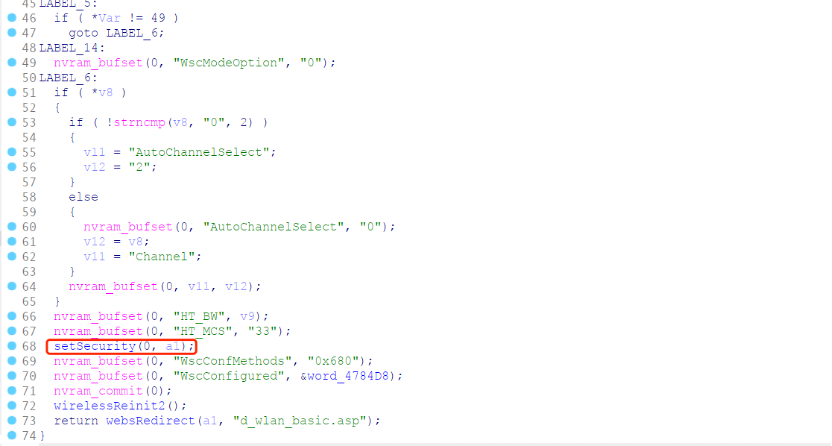 45 LABEL_5:
46 if ( *Var != 49 )
47 goto LABEL_6;
48 LABEL_14:
49 nvram_bufset(0, "WscModeOption", "0");
50 LABEL_6:
51 if ( *v8 )
52 {
53 if ( !strncmp(v8, "0", 2) )
54 {
55 v11 = "AutoChannelSelect";
56 v12 = "2";
57 }
58 else
59 {
60 nvram_bufset(0, "AutoChannelSelect", "0");
61 v12 = v8;
62 v11 = "Channel";
63 }
64 nvram_bufset(0, v11, v12);
65 }
66 nvram_bufset(0, "HT_BW", v9);
67 nvram_bufset(0, "HT_MCS", "33");
68 setSecurity(0, a1);
69 nvram_bufset(0, "WscConfMethods", "0x680");
70 nvram_bufset(0, "WscConfigured", &word_4784D8);
71 nvram_commit(0);
72 wirelessReinit2();
73 return websRedirect(a1, "d_wlan_basic.asp");
74 }